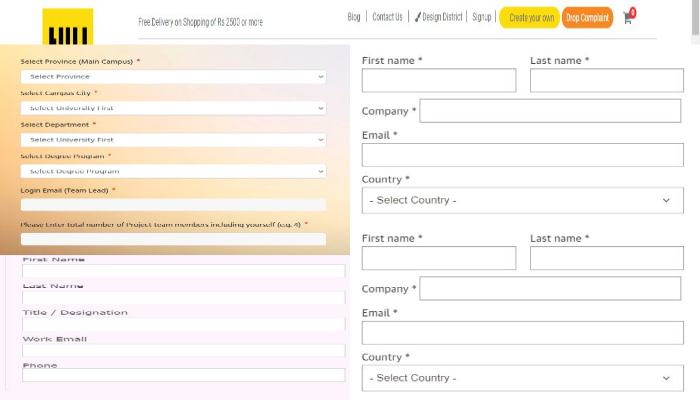 Free Delivery on Shopping of Rs 2500 or more
Blog
Contact Us
Design District
Signup
Create your own
Drop Complaint
0
Select Province (Main Campus) *
Select Province
Select Campus City *
Select University First
Select Department *
Select University First
Select Degree Program *
Select Degree Program
Login Email (Team Lead) *
Please Enter total number of Project team members including yourself (e.g. 4) *
First Name
Last Name
Title / Designation
Work Email
Phone
First name * Last name *
Company *
Email *
Country *
- Select Country -
First name * Last name *
Company *
Email *
Country *
- Select Country -